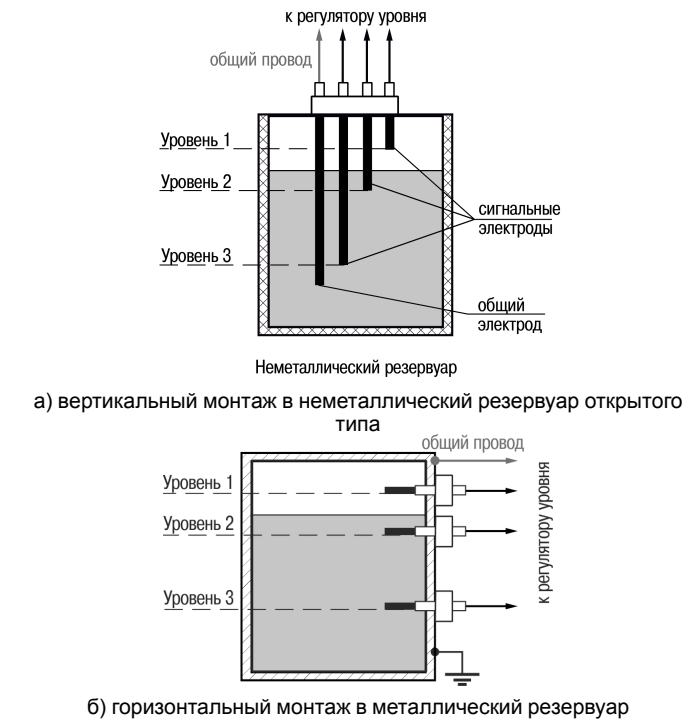 к регулятору уровня
общий провод
Уровень 1
Уровень 2
сигнальные
электроды
Уровень 3
общий
электрод
Неметаллический резервуар
а) вертикальный монтаж в неметаллический резервуар открытого
типа
общий провод
Уровень 1
Уровень 2
Уровень 3
к регулятору уровня
б) горизонтальный монтаж в металлический резервуар